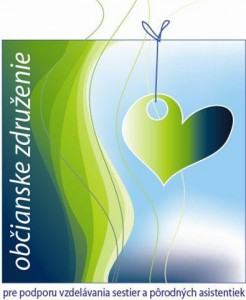 občianske združenie
pre podporu vzdelávania sestier a pôrodných asistentiek